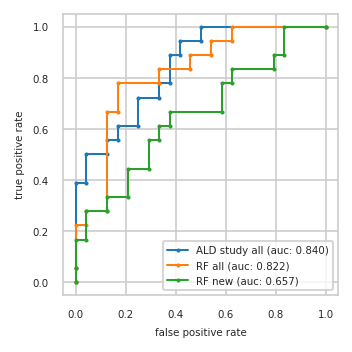 1.0
0.8
0.6
0.4
0.2
0.0
true positive rate
ALD study all (auc: 0.840)
RF all (auc: 0.822)
RF new (auc: 0.657)
0.0 0.2 0.4 0.6 0.8 1.0
false positive rate